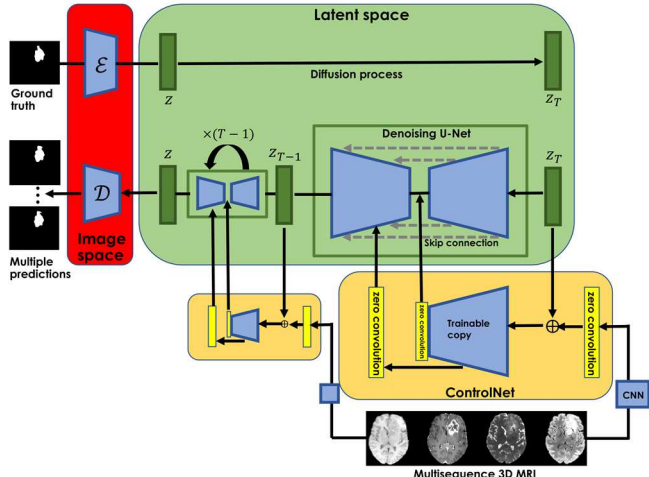 Latent space
ℰ
Ground
truth
Z
Diffusion process
Z_T
×(T − 1)
Z
Z_{T−1}
Denoising U-Net
Z_T
𝒟
Skip connection
Image
space
Multiple
predictions
zero convolution
zero convolution
Trainable
copy
zero convolution
ControlNet
CNN
Multisequence 3D MRI